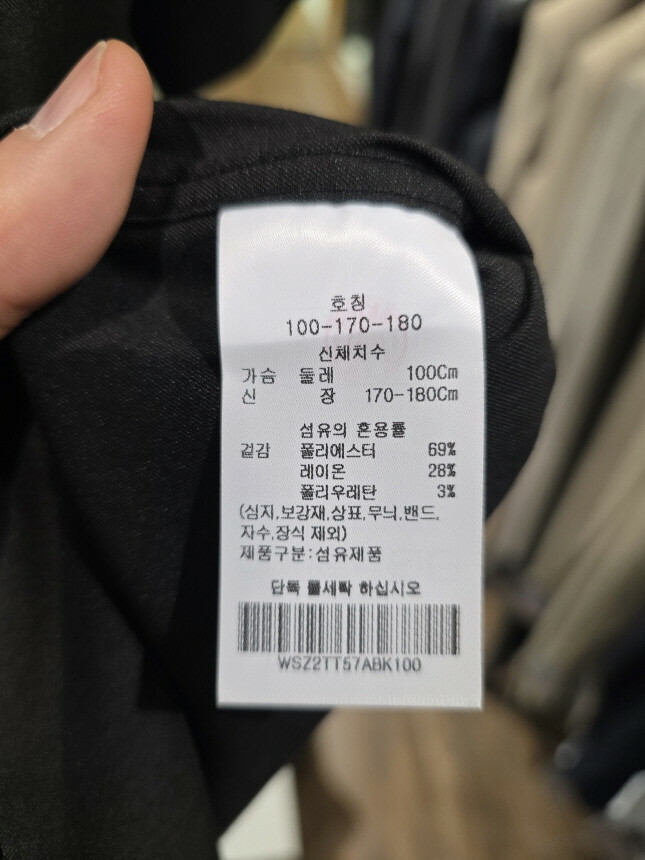 호칭
100-170-180
신체치수
가슴 둘레 100Cm
신 장 170-180Cm
섬유의 혼용률
겉감 폴리에스터 69%
레이온 28%
폴리우레탄 3%
(심지,보강재,상표,무늬,밴드,
자수,장식 제외)
제품구분:섬유제품
단독 물세탁 하십시오
WSZ2TT57ABK100